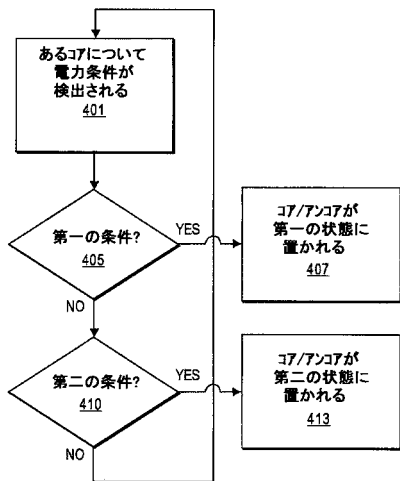 あるコアについて
電力条件が
検出される
401
第一の条件?
405
YES
コア/アンコアが
第一の状態に
置かれる
407
NO
第二の条件?
410
YES
コア/アンコアが
第二の状態に
置かれる
413
NO